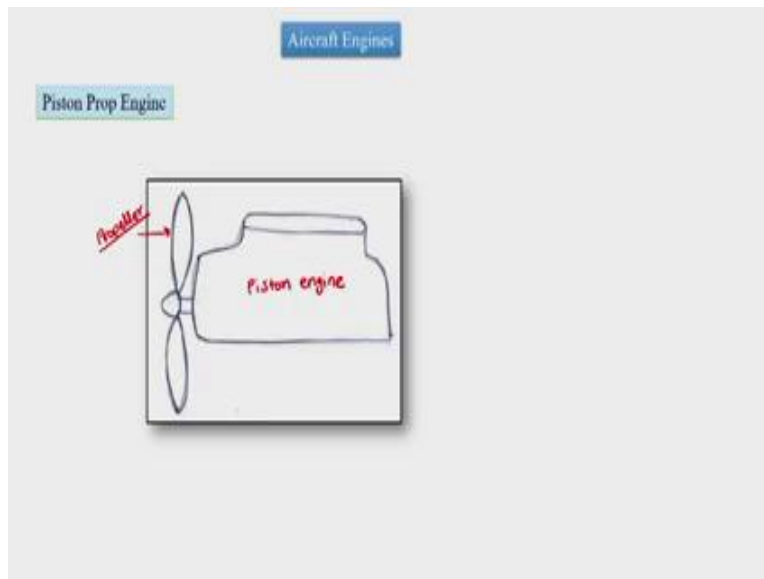 Aircraft Engines
Piston Prop Engine
Propeller
Piston engine